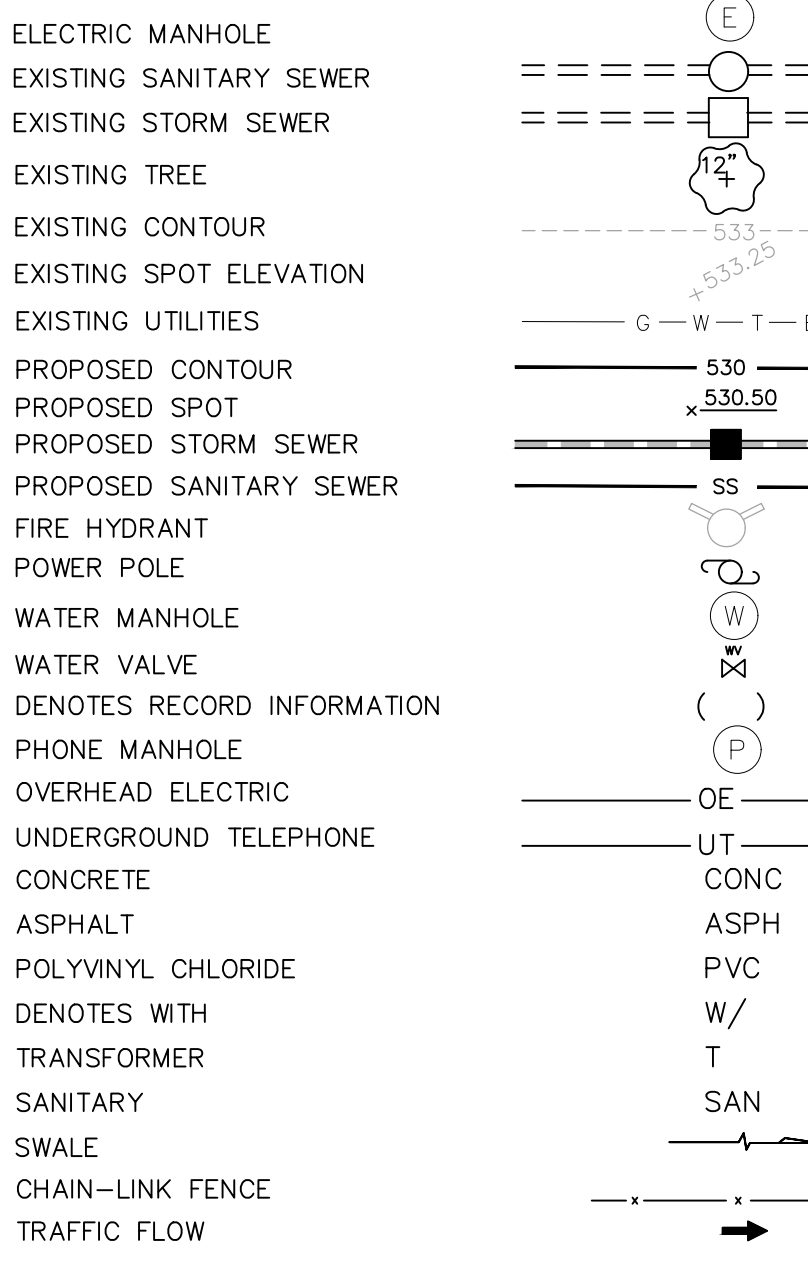 ELECTRIC MANHOLE E
EXISTING SANITARY SEWER
EXISTING STORM SEWER
EXISTING TREE 12"
EXISTING CONTOUR 533
EXISTING SPOT ELEVATION +533.25
EXISTING UTILITIES G W T
PROPOSED CONTOUR 530
PROPOSED SPOT x 530.50
PROPOSED STORM SEWER
PROPOSED SANITARY SEWER SS
FIRE HYDRANT
POWER POLE
WATER MANHOLE W
WATER VALVE WV
DENOTES RECORD INFORMATION ( )
PHONE MANHOLE P
OVERHEAD ELECTRIC OE
UNDERGROUND TELEPHONE UT
CONCRETE CONC
ASPHALT ASPH
POLYVINYL CHLORIDE PVC
DENOTES WITH W/
TRANSFORMER T
SANITARY SAN
SWALE
CHAIN-LINK FENCE x x
TRAFFIC FLOW